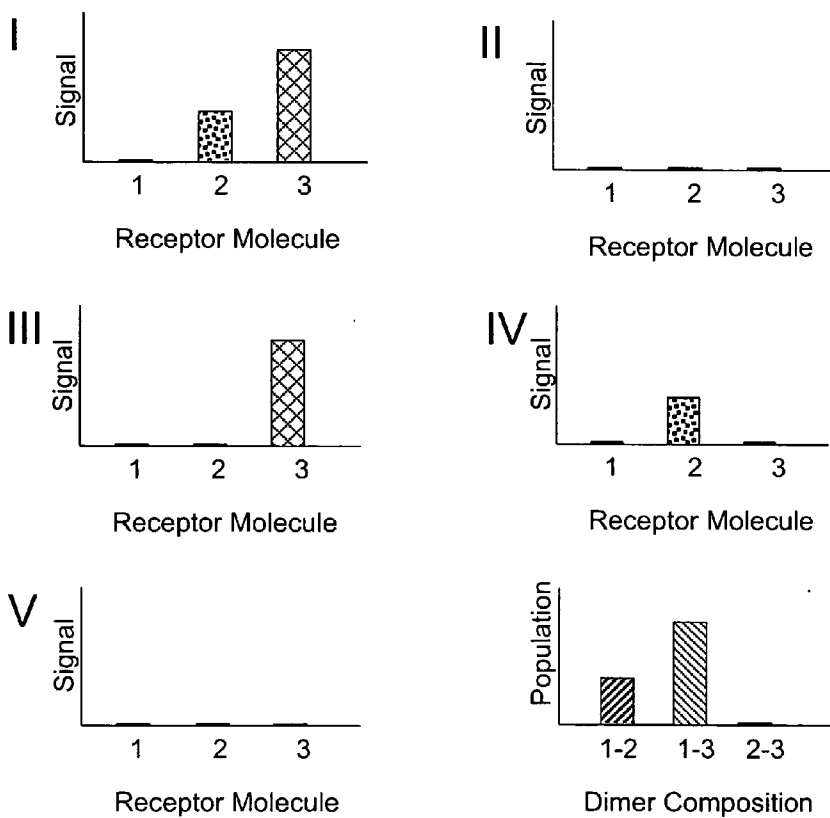 I
Signal
1 2 3
Receptor Molecule
II
Signal
1 2 3
Receptor Molecule
III
Signal
1 2 3
Receptor Molecule
IV
Signal
1 2 3
Receptor Molecule
V
Signal
1 2 3
Receptor Molecule
Population
1-2 1-3 2-3
Dimer Composition